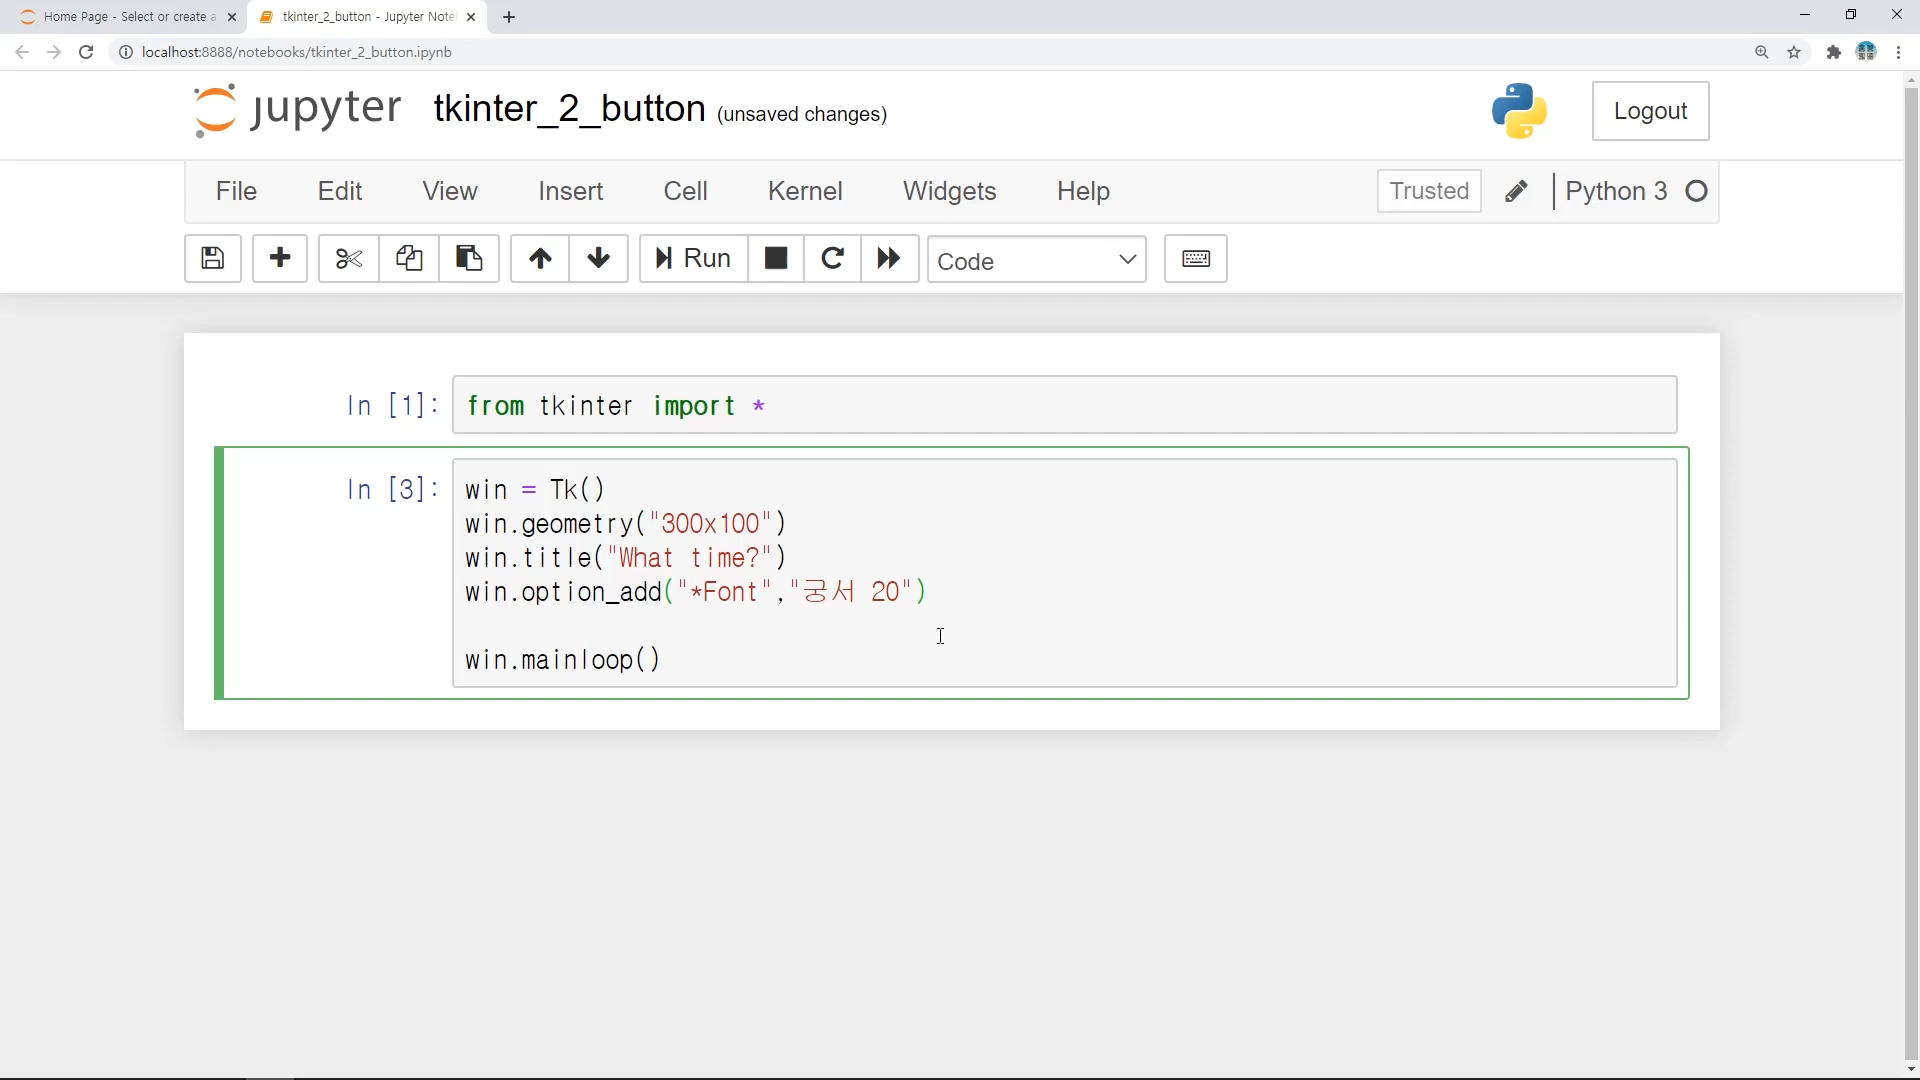 Home Page - Select or create a
tkinter_2_button - Jupyter Note
localhost:8888/notebooks/tkinter_2_button.ipynb
jupyter tkinter_2_button (unsaved changes)
Logout
File Edit View Insert Cell Kernel Widgets Help
Trusted
Python 3
Run
Code
In [1]: from tkinter import *
In [3]: win = Tk()
win.geometry("300x100")
win.title("What time?")
win.option_add("*Font","궁서 20")
win.mainloop()